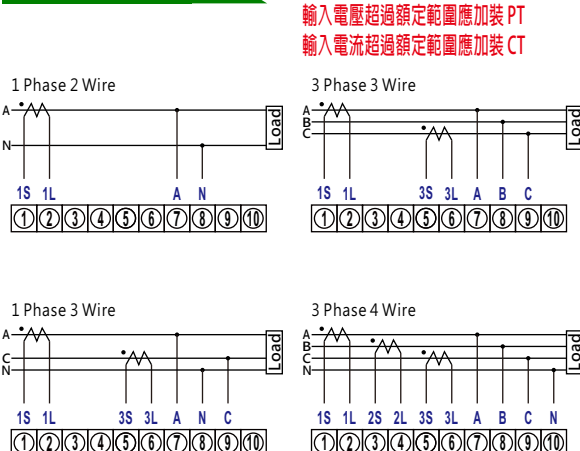 輸入電壓超過額定範圍應加裝 PT
輸入電流超過額定範圍應加裝 CT
1 Phase 2 Wire
A
N
Load
1S 1L A N
① ② ③ ④ ⑤ ⑥ ⑦ ⑧ ⑨ ⑩
3 Phase 3 Wire
A
B
C
Load
1S 1L 3S 3L A B C
① ② ③ ④ ⑤ ⑥ ⑦ ⑧ ⑨ ⑩
1 Phase 3 Wire
A
C
N
Load
1S 1L 3S 3L A N C
① ② ③ ④ ⑤ ⑥ ⑦ ⑧ ⑨ ⑩
3 Phase 4 Wire
A
B
C
N
Load
1S 1L 2S 2L 3S 3L A B C N
① ② ③ ④ ⑤ ⑥ ⑦ ⑧ ⑨ ⑩